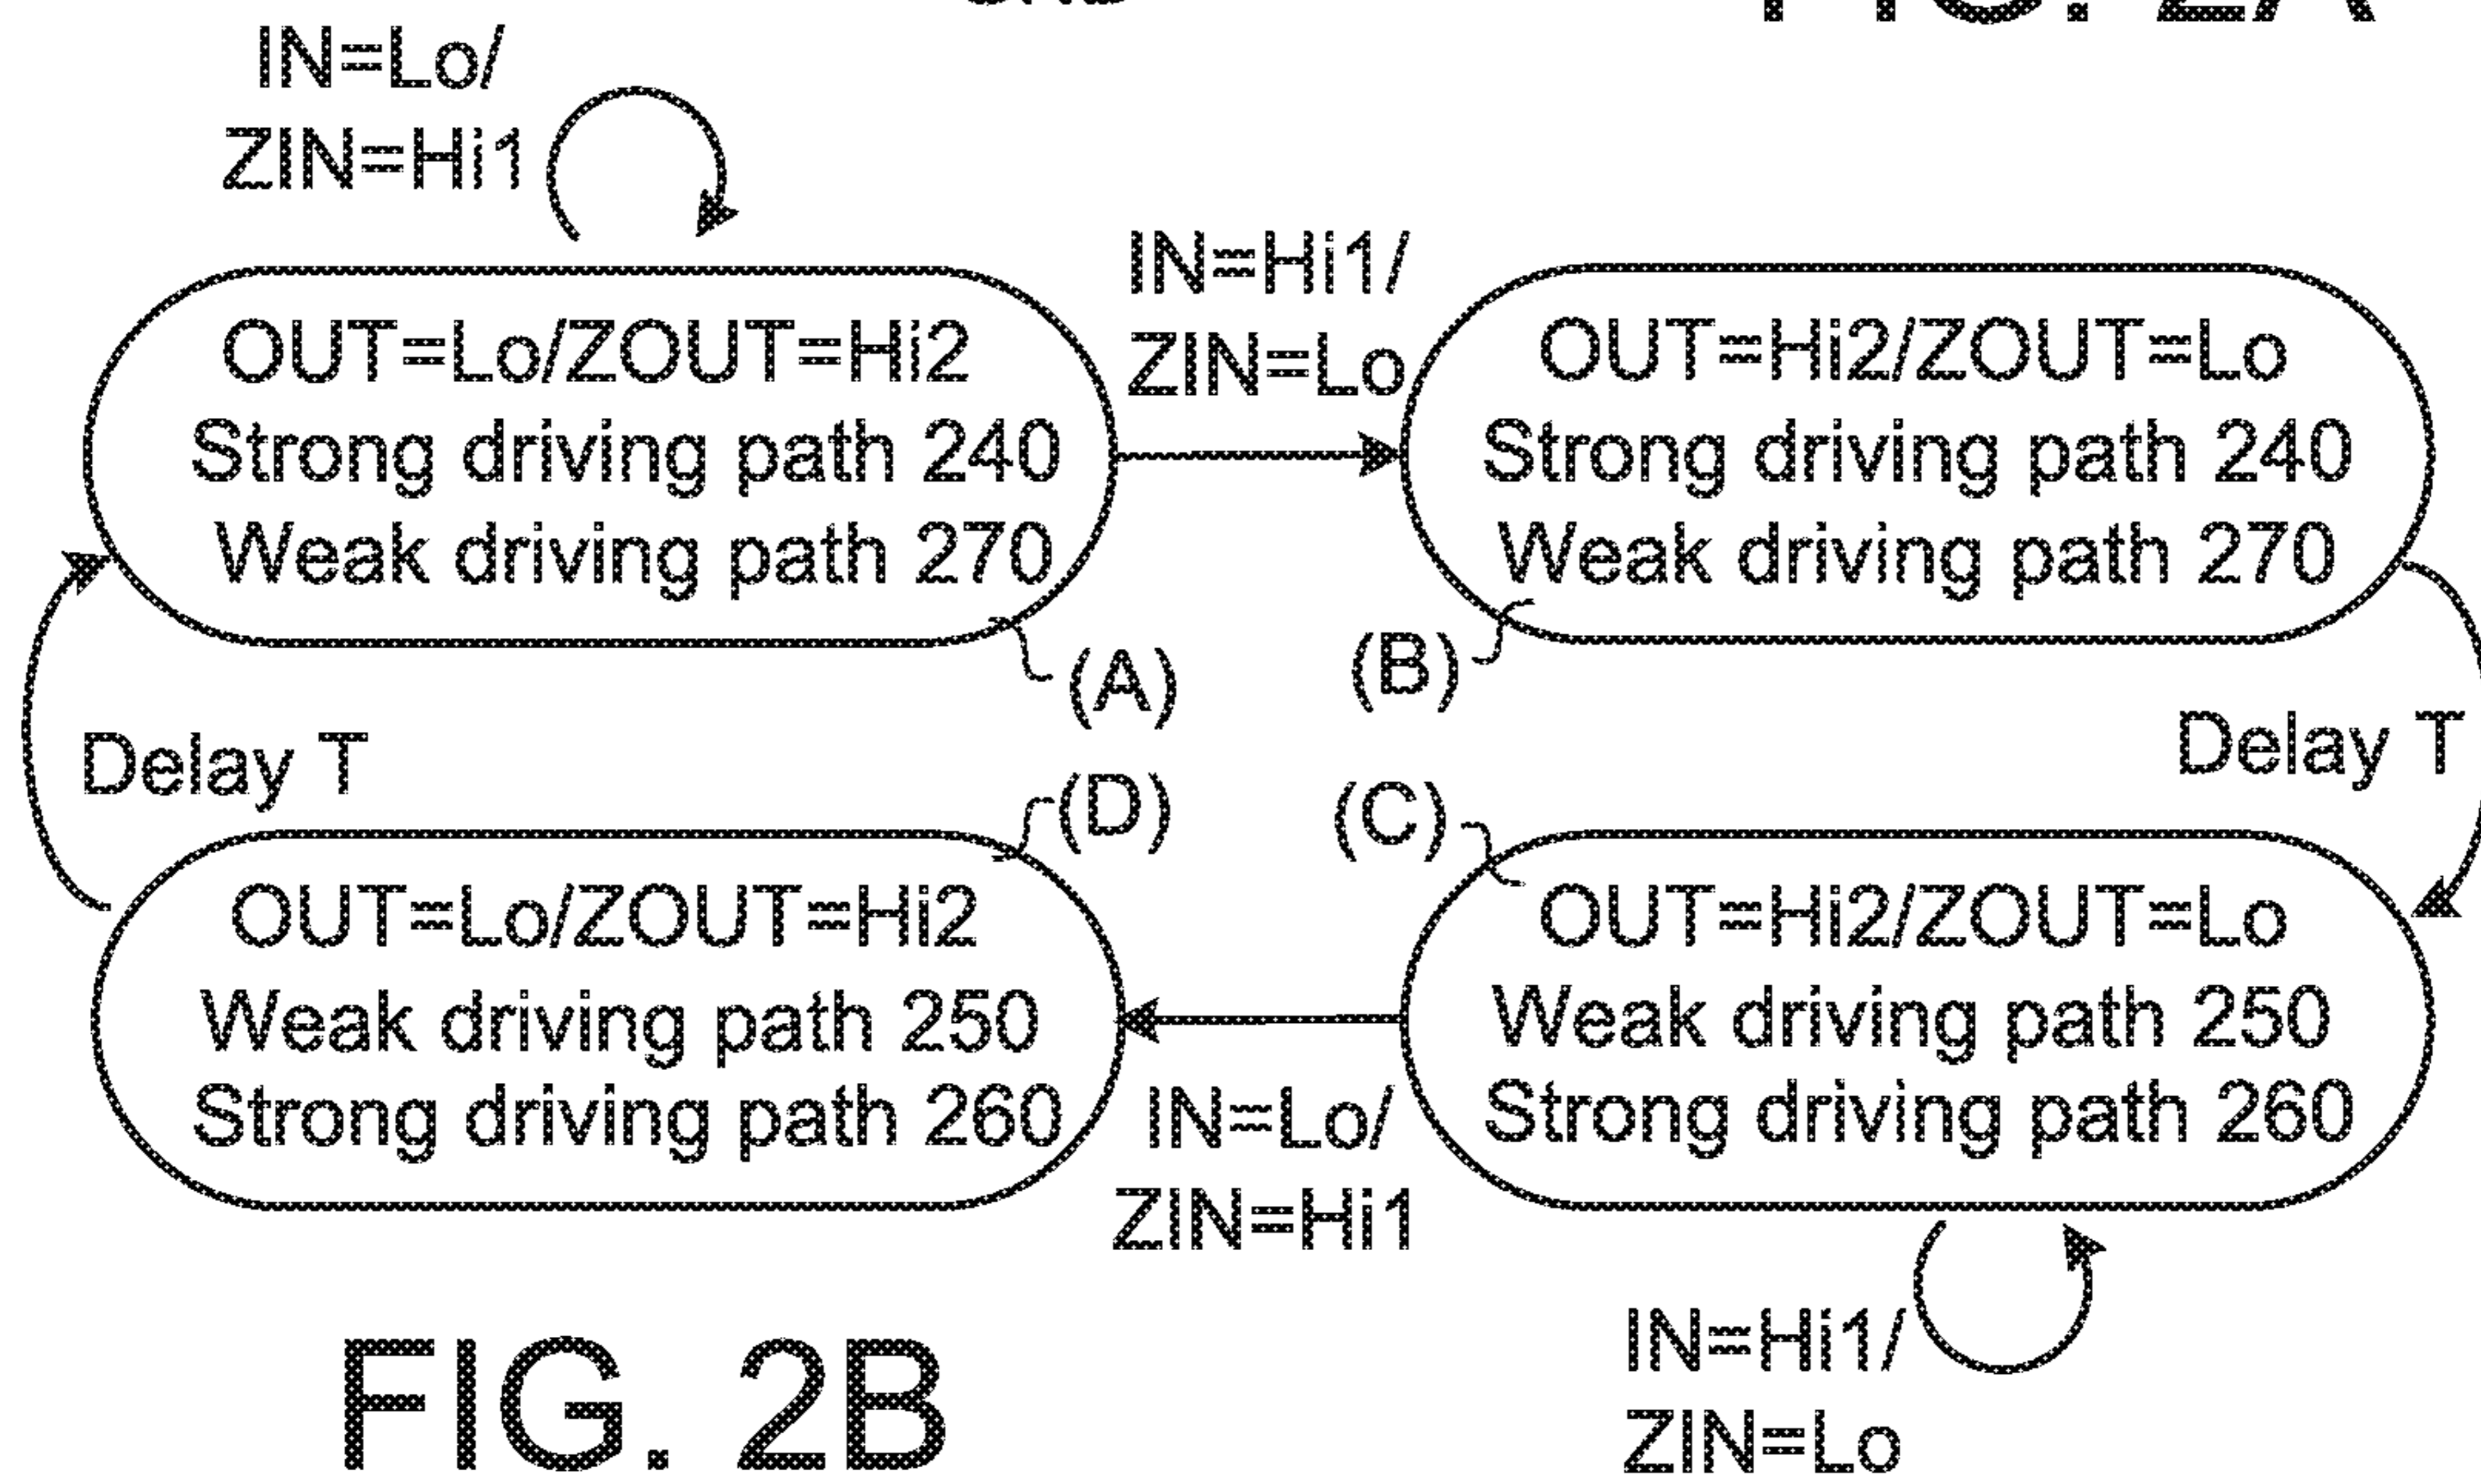 FIG. 2A
IN=Lo/
ZIN=Hi1
IN=Hi1/
ZIN=Lo
OUT=Lo/ZOUT=Hi2
Strong driving path 240
Weak driving path 270
OUT=Hi2/ZOUT=Lo
Strong driving path 240
Weak driving path 270
(A)
(B)
Delay T
Delay T
(D)
(C)
OUT=Lo/ZOUT=Hi2
Weak driving path 250
Strong driving path 260
OUT=Hi2/ZOUT=Lo
Weak driving path 250
Strong driving path 260
IN=Lo/
ZIN=Hi1
IN=Hi1/
ZIN=Lo
FIG. 2B